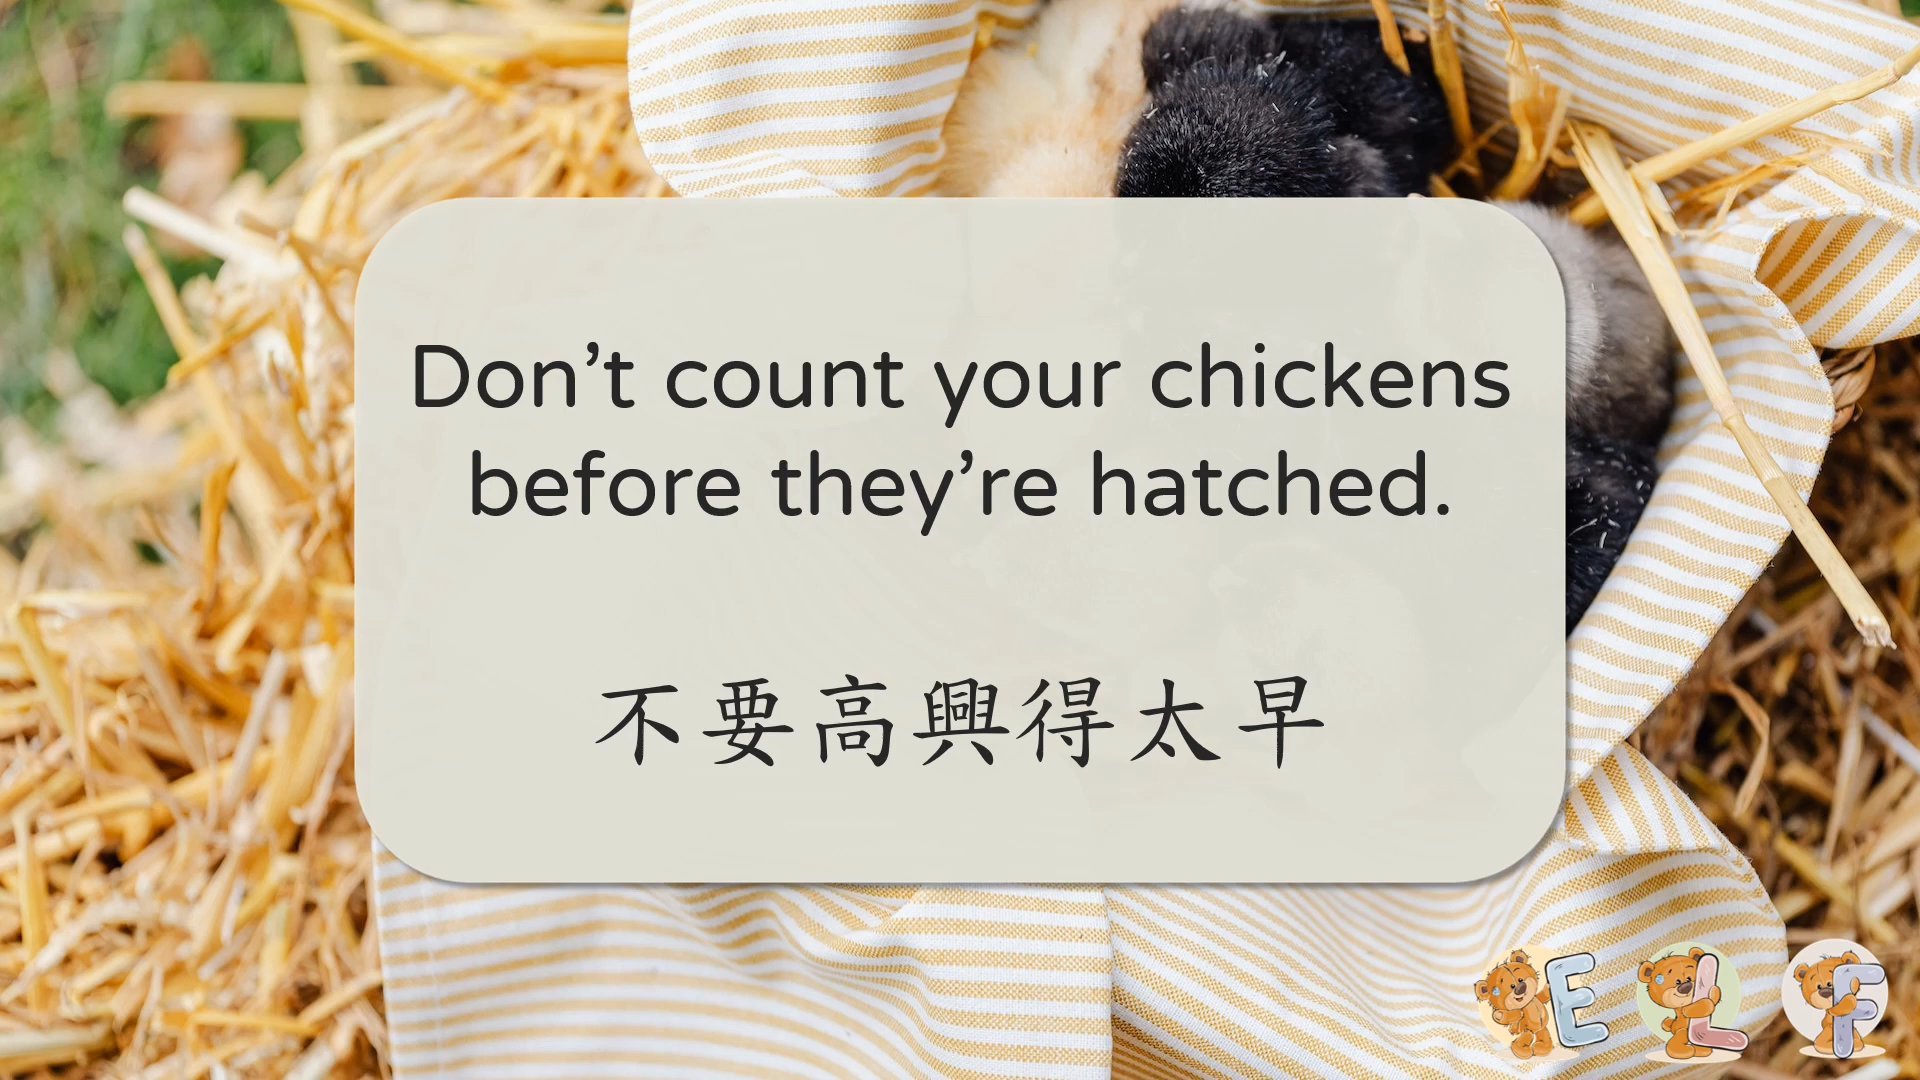 Don’t count your chickens
before they’re hatched.
不要高興得太早
E L F